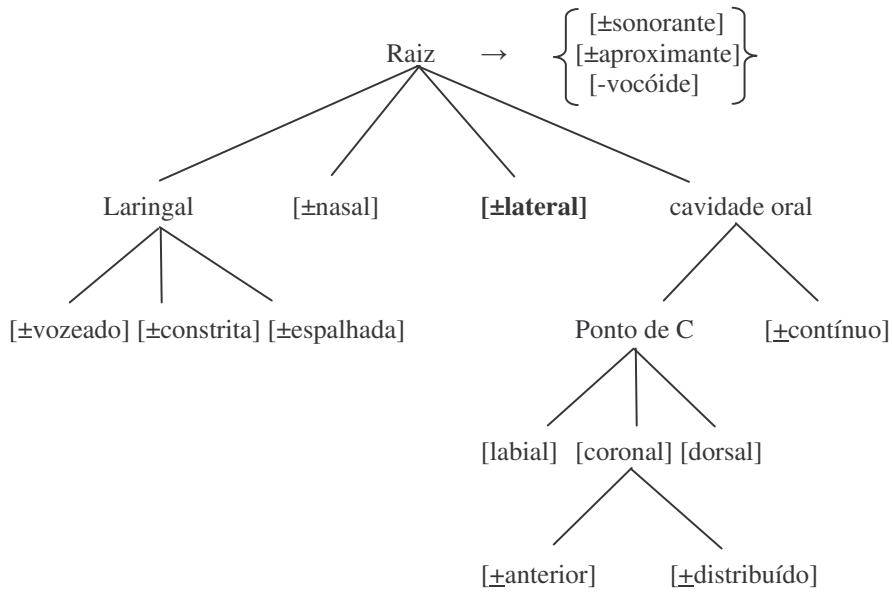 [±sonorante]
Raiz → [±aproximante]
[-vocóide]
Laringal [±nasal] [±lateral] cavidade oral
[±vozeado] [±constrita] [±espalhada] Ponto de C [±contínuo]
[labial] [coronal] [dorsal]
[±anterior] [±distribuído]